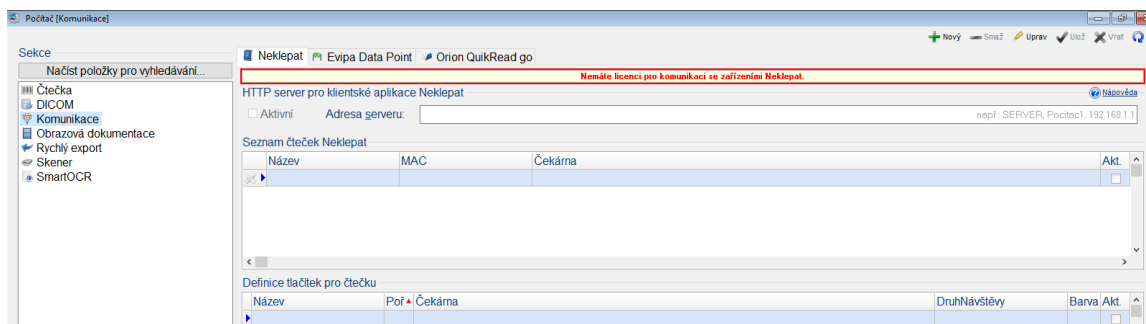 Počítač [Komunikace]
Nový Smaž Uprav Ulož Vrať
Sekce
Načíst položky pro vyhledávání...
Čtečka
DICOM
Komunikace
Obrazová dokumentace
Rychlý export
Skener
SmartOCR
Neklepat Evipa Data Point Orion QuikRead go
Nemáte licenci pro komunikaci se zařízeními Neklepat.
HTTP server pro klientské aplikace Neklepat Nápověda
Aktivní Adresa serveru: např.: SERVER, Pocitac1, 192.168.1.1
Seznam čteček Neklepat
Název MAC Čekárna Akt.
Definice tlačítek pro čtečku
Název Poř Čekárna DruhNávštěvy Barva Akt.